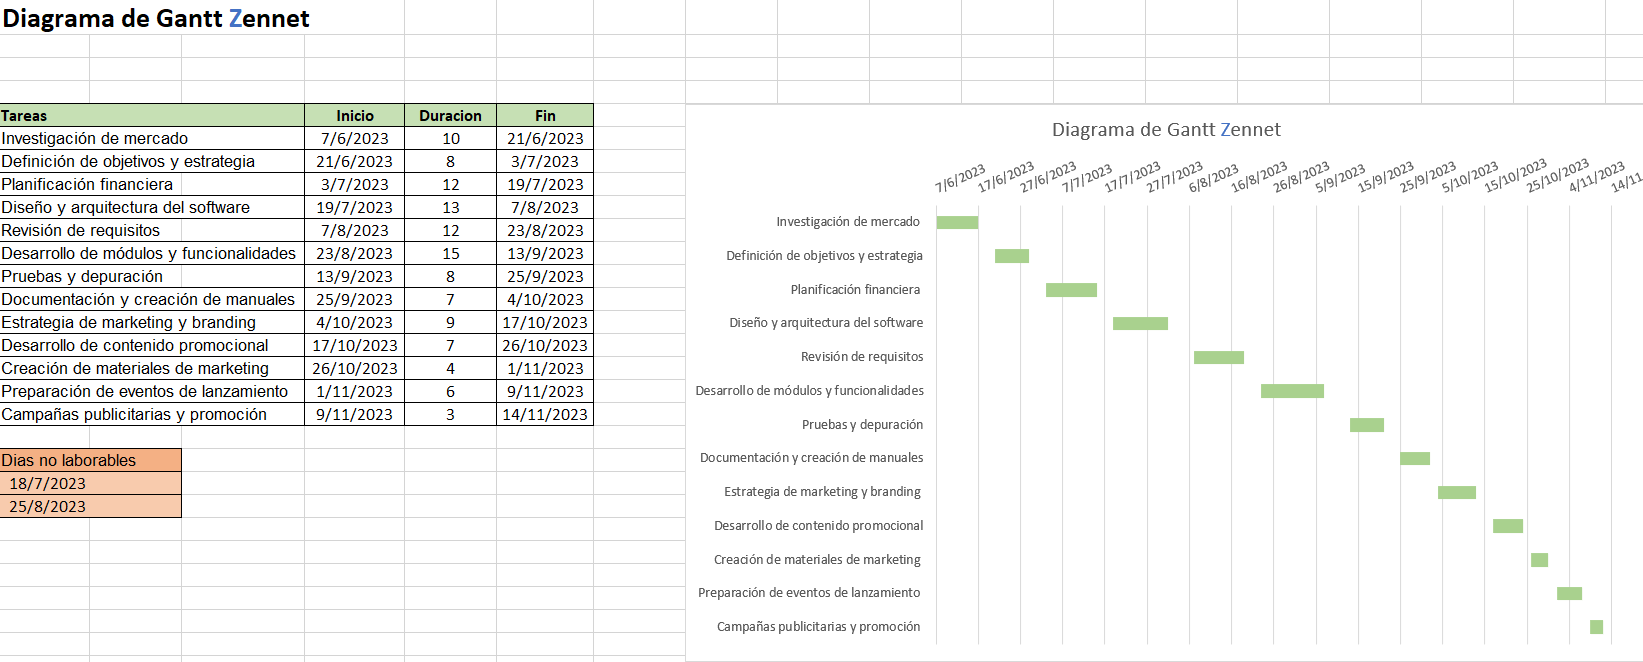 Diagrama de Gantt Zennet
Tareas Inicio Duracion Fin
Investigación de mercado 7/6/2023 10 21/6/2023
Definición de objetivos y estrategia 21/6/2023 8 3/7/2023
Planificación financiera 3/7/2023 12 19/7/2023
Diseño y arquitectura del software 19/7/2023 13 7/8/2023
Revisión de requisitos 7/8/2023 12 23/8/2023
Desarrollo de módulos y funcionalidades 23/8/2023 15 13/9/2023
Pruebas y depuración 13/9/2023 8 25/9/2023
Documentación y creación de manuales 25/9/2023 7 4/10/2023
Estrategia de marketing y branding 4/10/2023 9 17/10/2023
Desarrollo de contenido promocional 17/10/2023 7 26/10/2023
Creación de materiales de marketing 26/10/2023 4 1/11/2023
Preparación de eventos de lanzamiento 1/11/2023 6 9/11/2023
Campañas publicitarias y promoción 9/11/2023 3 14/11/2023
Dias no laborables
18/7/2023
25/8/2023
Diagrama de Gantt Zennet
7/6/2023 17/6/2023 27/6/2023 7/7/2023 17/7/2023 27/7/2023 6/8/2023 16/8/2023 26/8/2023 5/9/2023 15/9/2023 25/9/2023 5/10/2023 15/10/2023 25/10/2023 4/11/2023 14/11
Investigación de mercado
Definición de objetivos y estrategia
Planificación financiera
Diseño y arquitectura del software
Revisión de requisitos
Desarrollo de módulos y funcionalidades
Pruebas y depuración
Documentación y creación de manuales
Estrategia de marketing y branding
Desarrollo de contenido promocional
Creación de materiales de marketing
Preparación de eventos de lanzamiento
Campañas publicitarias y promoción